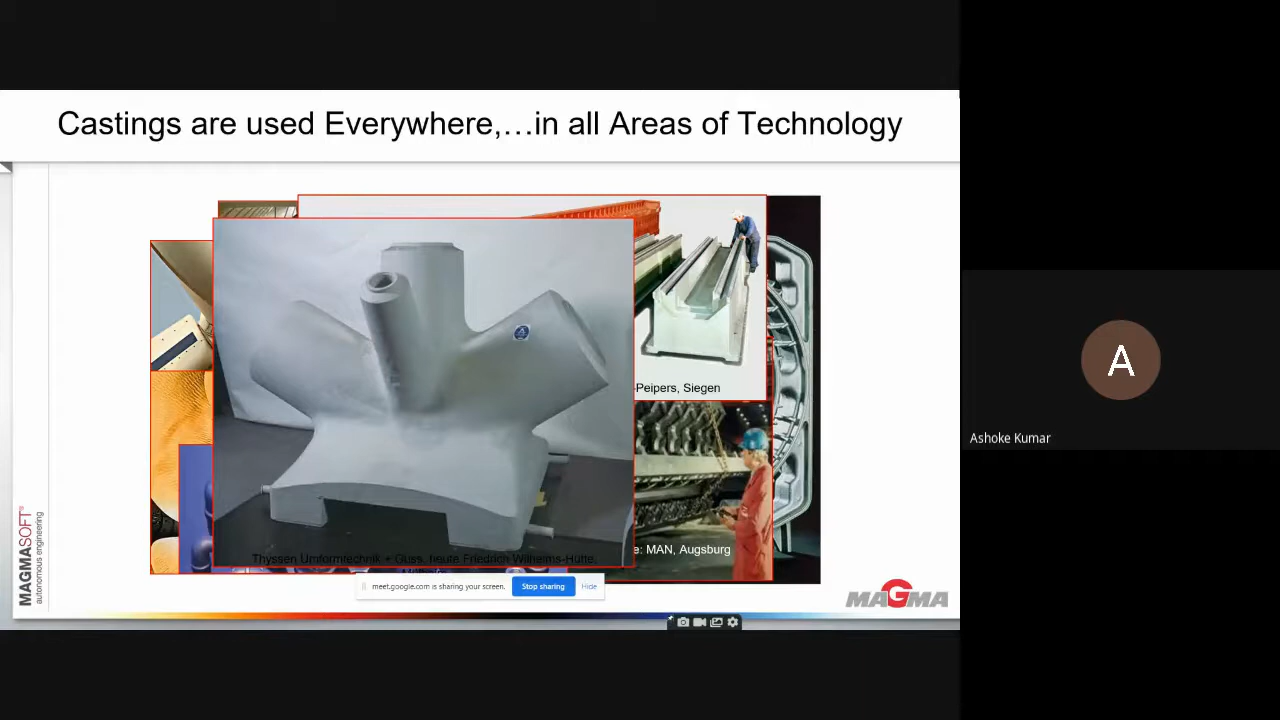 Castings are used Everywhere,…in all Areas of Technology
-Peipers, Siegen
e: MAN, Augsburg
Thyssen Umformtechnik + Guss, heute Friedrich Wilhelms-Hütte,
meet.google.com is sharing your screen.
Stop sharing
Hide
MAGMASOFT®
autonomous engineering
MAGMA
A
Ashoke Kumar